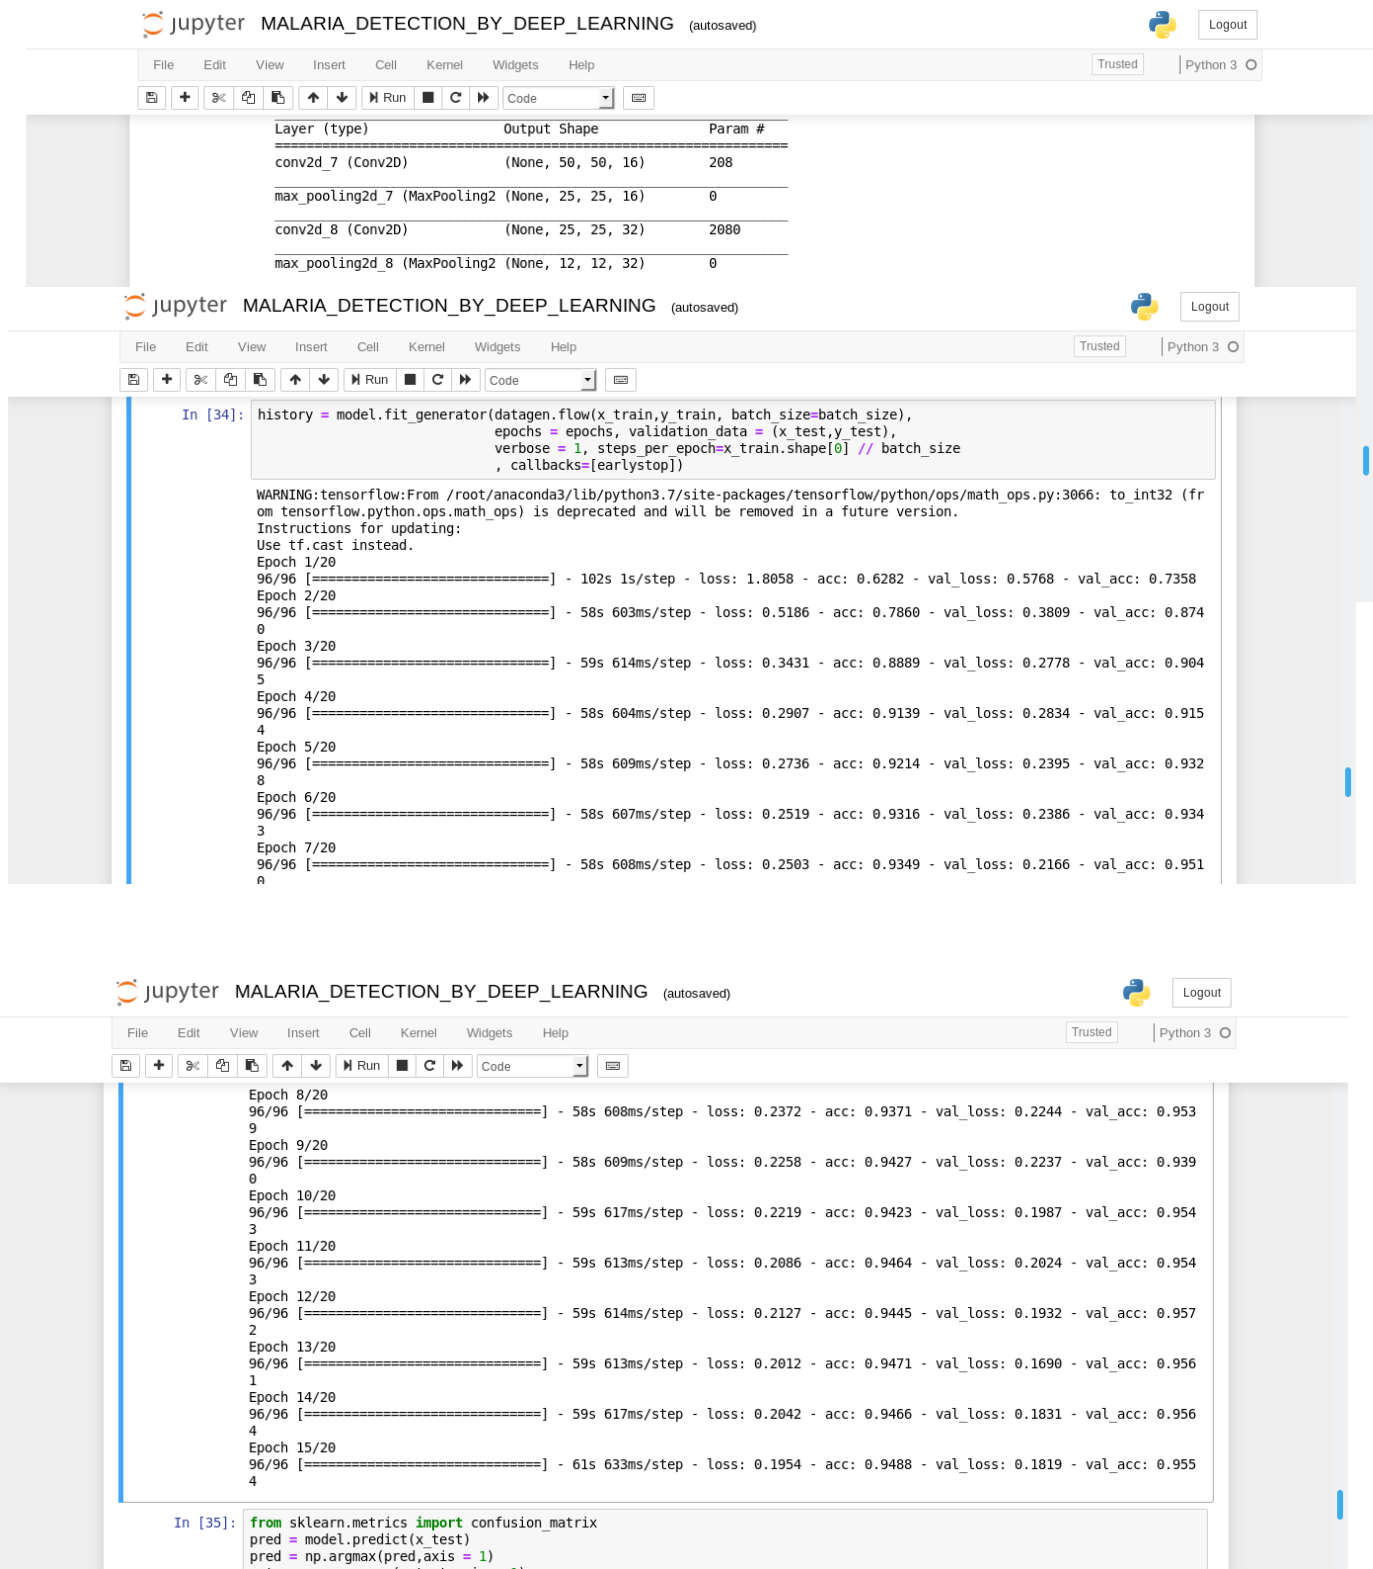 jupyter MALARIA_DETECTION_BY_DEEP_LEARNING (autosaved) Logout
File Edit View Insert Cell Kernel Widgets Help Trusted Python 3
Run Code
Layer (type) Output Shape Param #
=================================================================
conv2d_7 (Conv2D) (None, 50, 50, 16) 208
max_pooling2d_7 (MaxPooling2 (None, 25, 25, 16) 0
conv2d_8 (Conv2D) (None, 25, 25, 32) 2080
max_pooling2d_8 (MaxPooling2 (None, 12, 12, 32) 0
jupyter MALARIA_DETECTION_BY_DEEP_LEARNING (autosaved) Logout
File Edit View Insert Cell Kernel Widgets Help Trusted Python 3
Run Code
In [34]: history = model.fit_generator(datagen.flow(x_train,y_train, batch_size=batch_size),
epochs = epochs, validation_data = (x_test,y_test),
verbose = 1, steps_per_epoch=x_train.shape[0] // batch_size
, callbacks=[earlystop])
WARNING:tensorflow:From /root/anaconda3/lib/python3.7/site-packages/tensorflow/python/ops/math_ops.py:3066: to_int32 (fr
om tensorflow.python.ops.math_ops) is deprecated and will be removed in a future version.
Instructions for updating:
Use tf.cast instead.
Epoch 1/20
96/96 [==============================] - 102s 1s/step - loss: 1.8058 - acc: 0.6282 - val_loss: 0.5768 - val_acc: 0.7358
Epoch 2/20
96/96 [==============================] - 58s 603ms/step - loss: 0.5186 - acc: 0.7860 - val_loss: 0.3809 - val_acc: 0.874
0
Epoch 3/20
96/96 [==============================] - 59s 614ms/step - loss: 0.3431 - acc: 0.8889 - val_loss: 0.2778 - val_acc: 0.904
5
Epoch 4/20
96/96 [==============================] - 58s 604ms/step - loss: 0.2907 - acc: 0.9139 - val_loss: 0.2834 - val_acc: 0.915
4
Epoch 5/20
96/96 [==============================] - 58s 609ms/step - loss: 0.2736 - acc: 0.9214 - val_loss: 0.2395 - val_acc: 0.932
8
Epoch 6/20
96/96 [==============================] - 58s 607ms/step - loss: 0.2519 - acc: 0.9316 - val_loss: 0.2386 - val_acc: 0.934
3
Epoch 7/20
96/96 [==============================] - 58s 608ms/step - loss: 0.2503 - acc: 0.9349 - val_loss: 0.2166 - val_acc: 0.951
0
jupyter MALARIA_DETECTION_BY_DEEP_LEARNING (autosaved) Logout
File Edit View Insert Cell Kernel Widgets Help Trusted Python 3
Run Code
Epoch 8/20
96/96 [==============================] - 58s 608ms/step - loss: 0.2372 - acc: 0.9371 - val_loss: 0.2244 - val_acc: 0.953
9
Epoch 9/20
96/96 [==============================] - 58s 609ms/step - loss: 0.2258 - acc: 0.9427 - val_loss: 0.2237 - val_acc: 0.939
0
Epoch 10/20
96/96 [==============================] - 59s 617ms/step - loss: 0.2219 - acc: 0.9423 - val_loss: 0.1987 - val_acc: 0.954
3
Epoch 11/20
96/96 [==============================] - 59s 613ms/step - loss: 0.2086 - acc: 0.9464 - val_loss: 0.2024 - val_acc: 0.954
3
Epoch 12/20
96/96 [==============================] - 59s 614ms/step - loss: 0.2127 - acc: 0.9445 - val_loss: 0.1932 - val_acc: 0.957
2
Epoch 13/20
96/96 [==============================] - 59s 613ms/step - loss: 0.2012 - acc: 0.9471 - val_loss: 0.1690 - val_acc: 0.956
1
Epoch 14/20
96/96 [==============================] - 59s 617ms/step - loss: 0.2042 - acc: 0.9466 - val_loss: 0.1831 - val_acc: 0.956
4
Epoch 15/20
96/96 [==============================] - 61s 633ms/step - loss: 0.1954 - acc: 0.9488 - val_loss: 0.1819 - val_acc: 0.955
4
In [35]: from sklearn.metrics import confusion_matrix
pred = model.predict(x_test)
pred = np.argmax(pred,axis = 1)